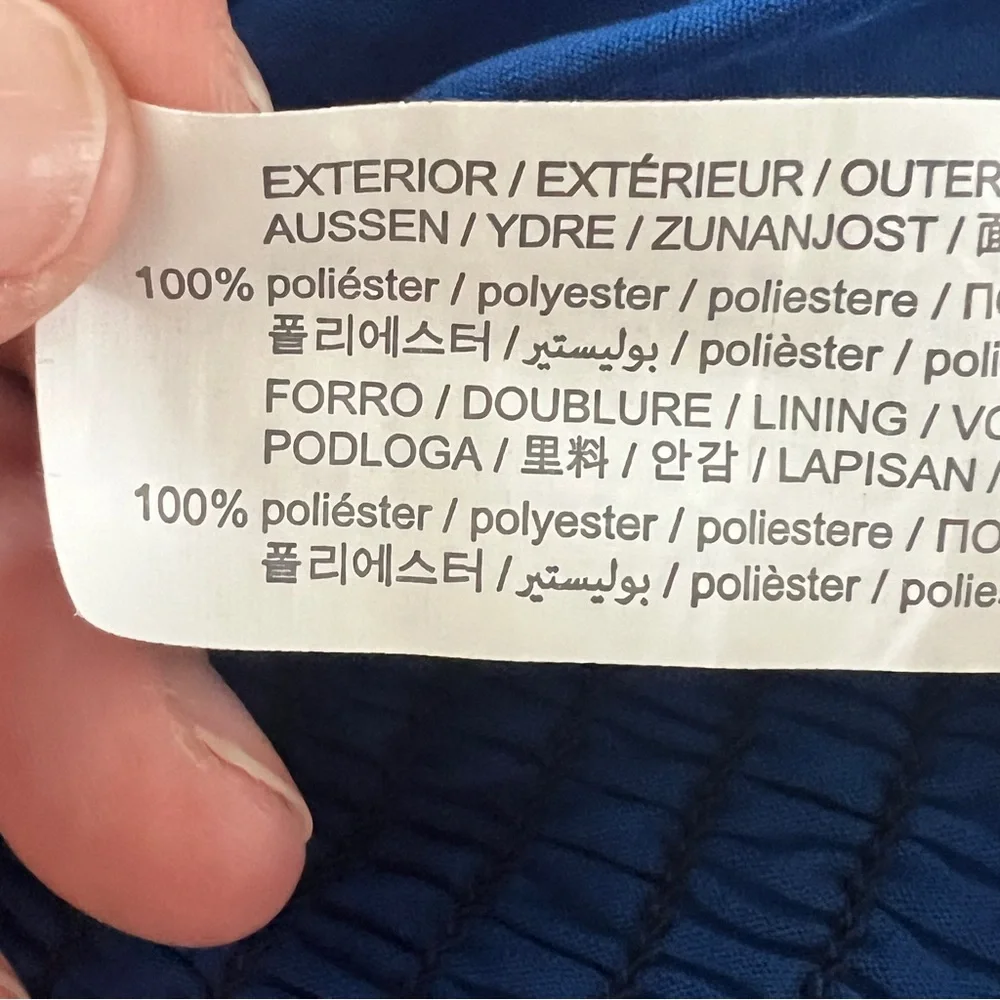 EXTERIOR / EXTÉRIEUR / OUTER
AUSSEN / YDRE / ZUNANJOST /
100% poliéster / polyester / poliestere /
폴리에스터 / بوليستير / polièster /
FORRO / DOUBLURE / LINING /
PODLOGA / 里料 / 안감 / LAPISAN /
100% poliéster / polyester / poliestere /
폴리에스터 / بوليستير / polièster /